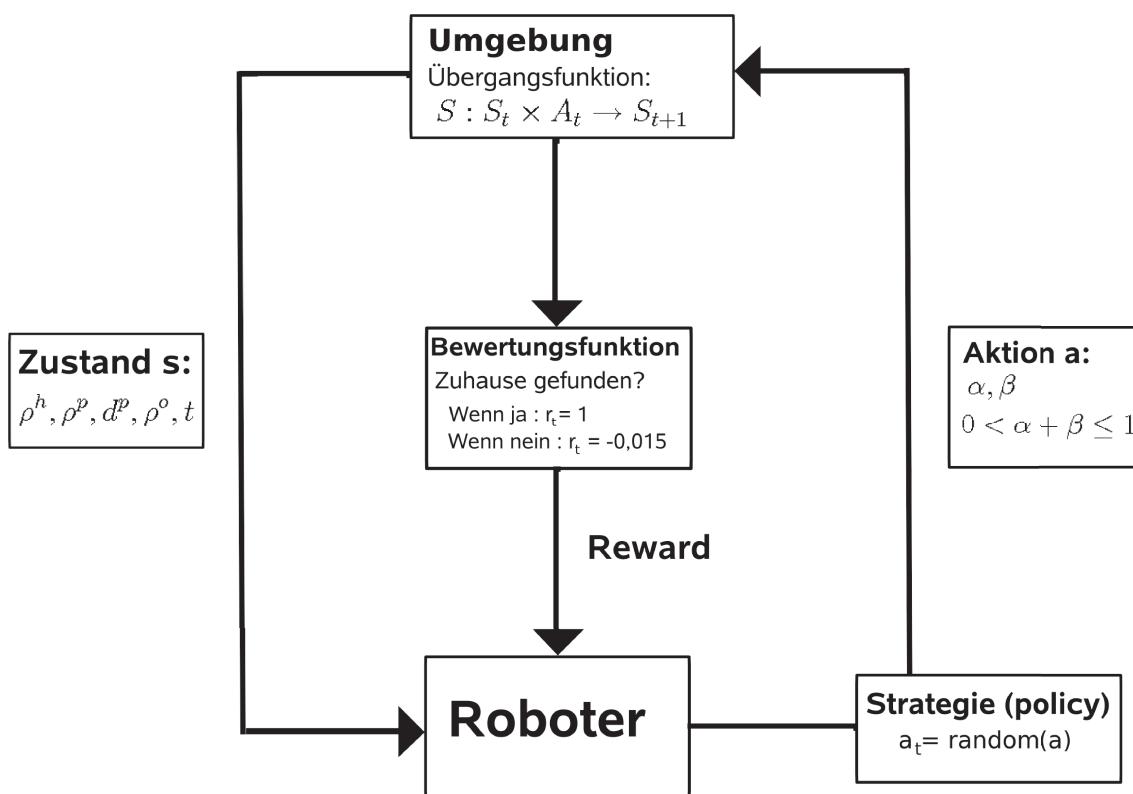 Umgebung
Übergangsfunktion:
S : S_t × A_t → S_{t+1}
Zustand s:
ρ^h, ρ^p, d^p, ρ^o, t
Bewertungsfunktion
Zuhause gefunden?
Wenn ja : r_t= 1
Wenn nein : r_t = -0,015
Aktion a:
α, β
0 < α + β ≤ 1
Reward
Roboter
Strategie (policy)
a_t= random(a)